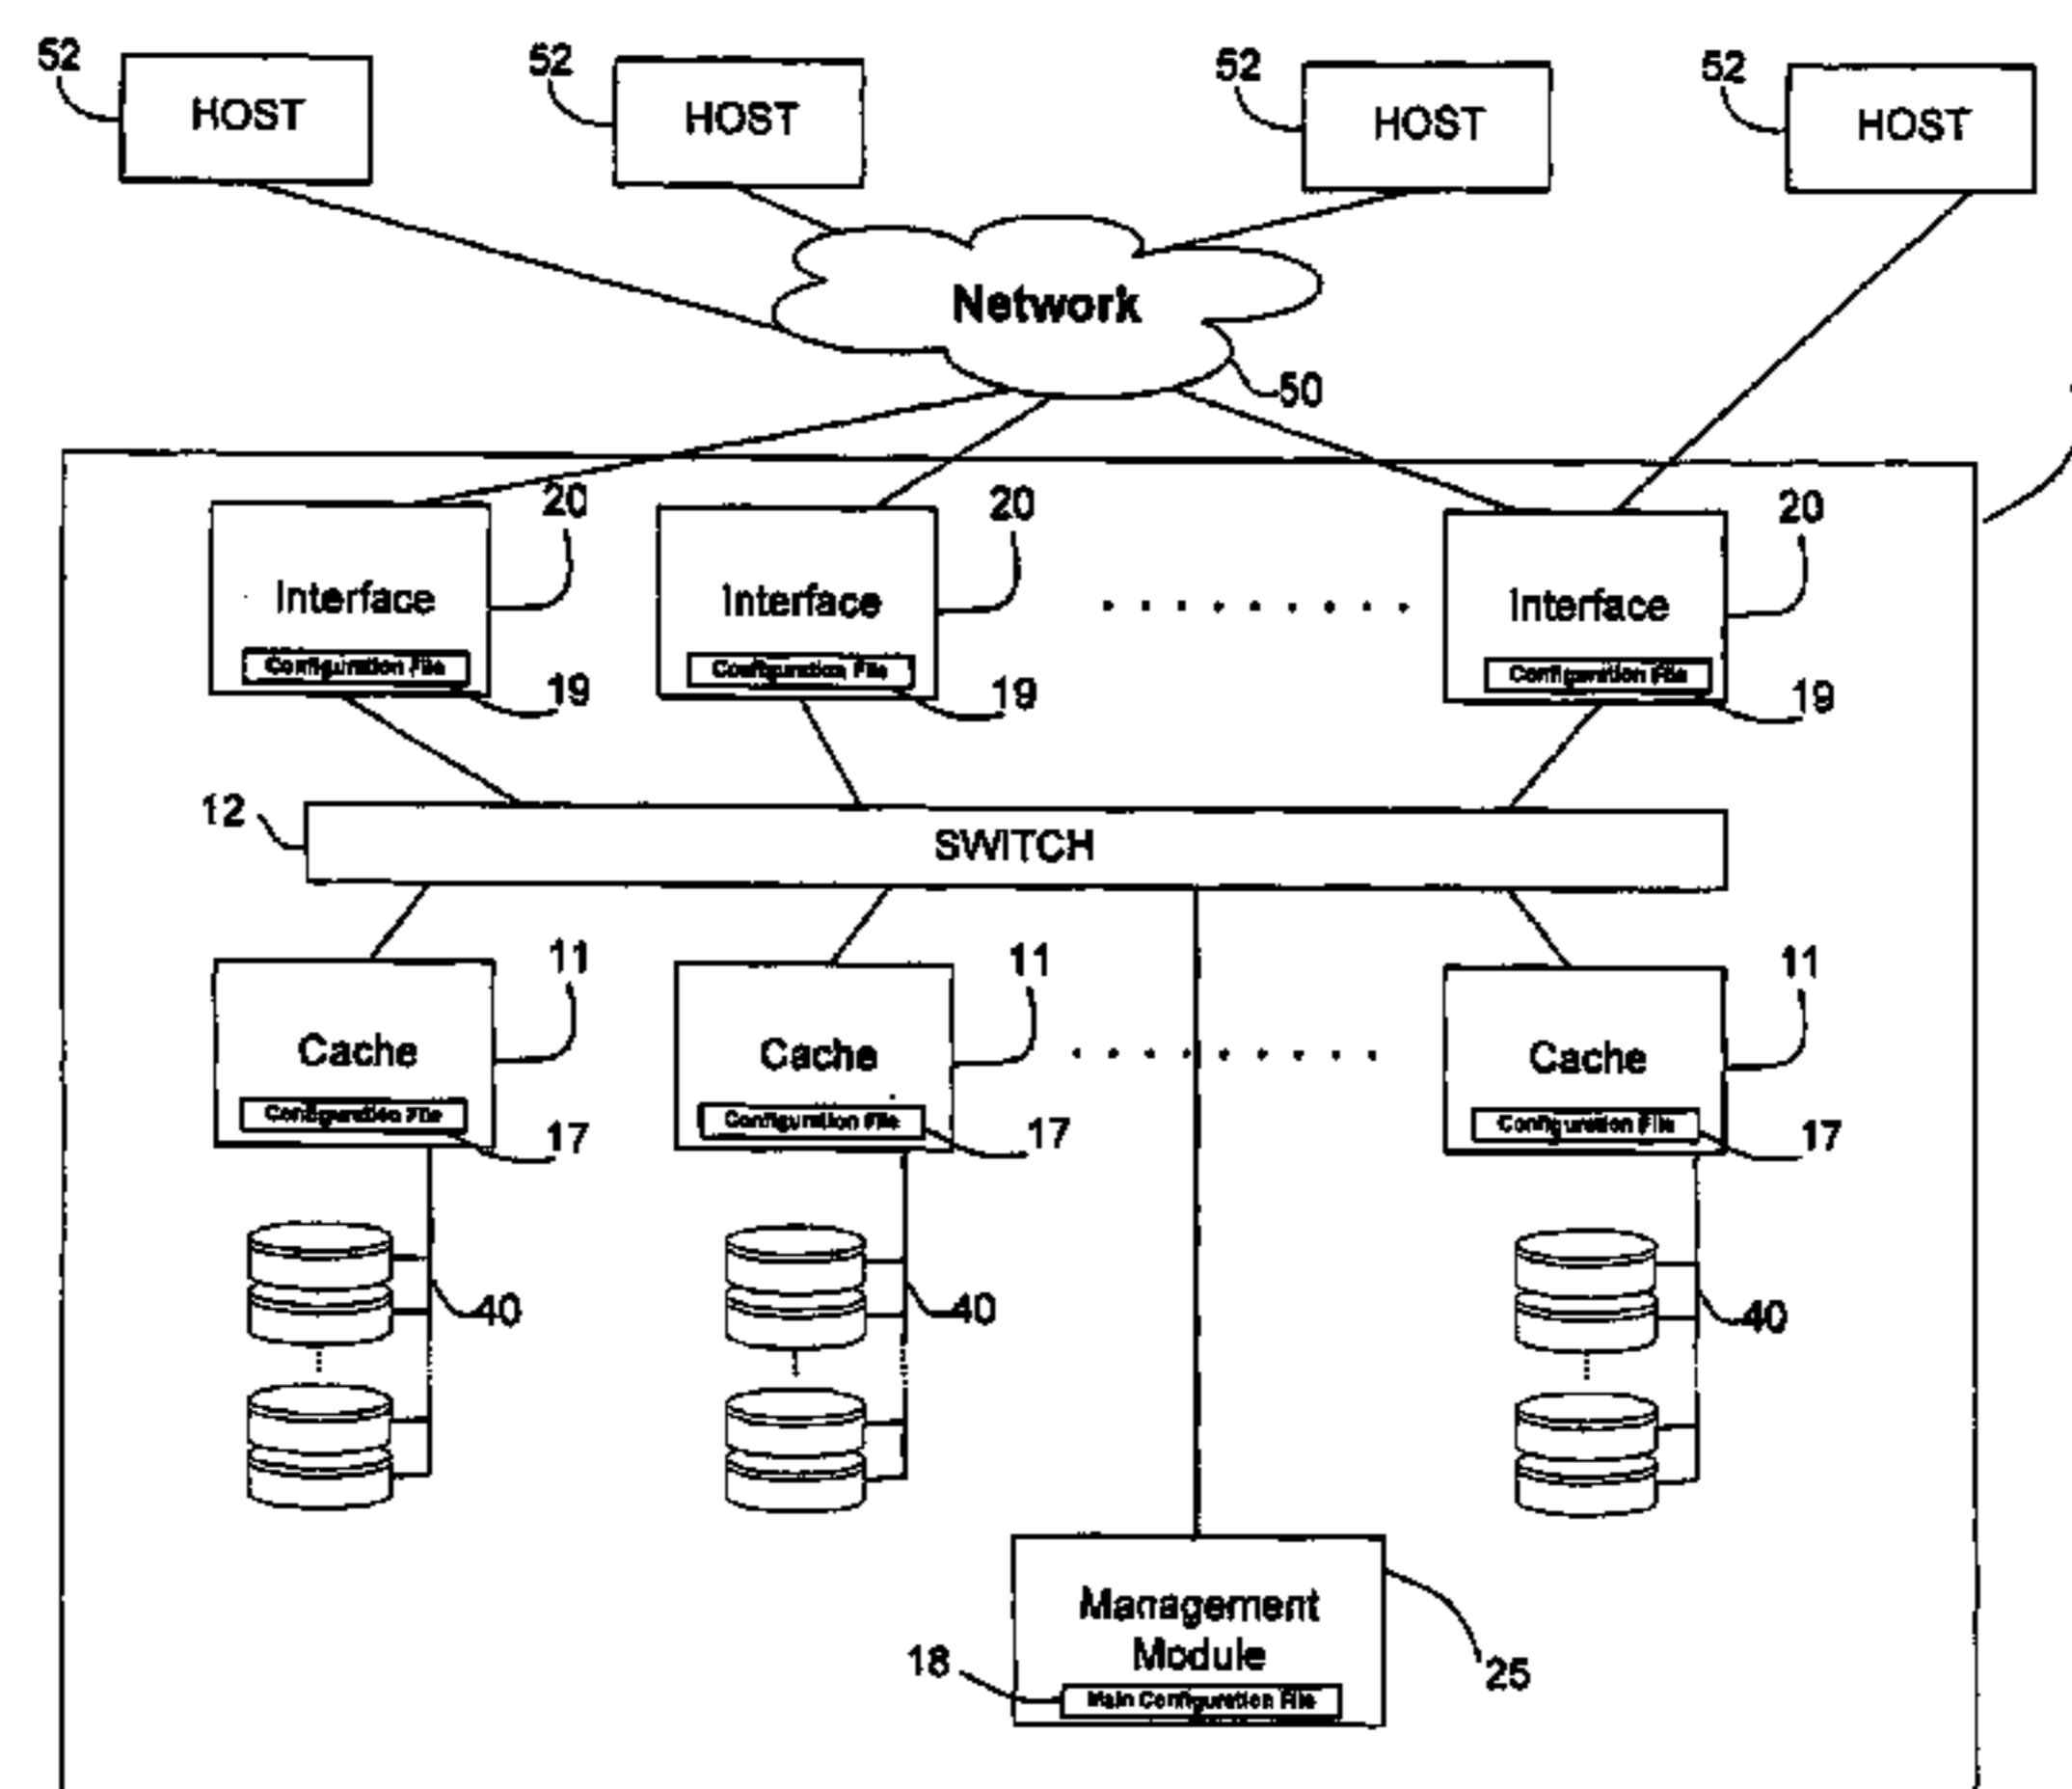 52 HOST 52 HOST 52 HOST 52 HOST
Network
50
Interface 20 Interface 20 Interface 20
Configuration File 19 Configuration File 19 Configuration File 19
12 SWITCH
Cache 11 Cache 11 Cache 11
Configuration File 17 Configuration File 17 Configuration File 17
40 40 40
Management
Module
18 Main Configuration File 25